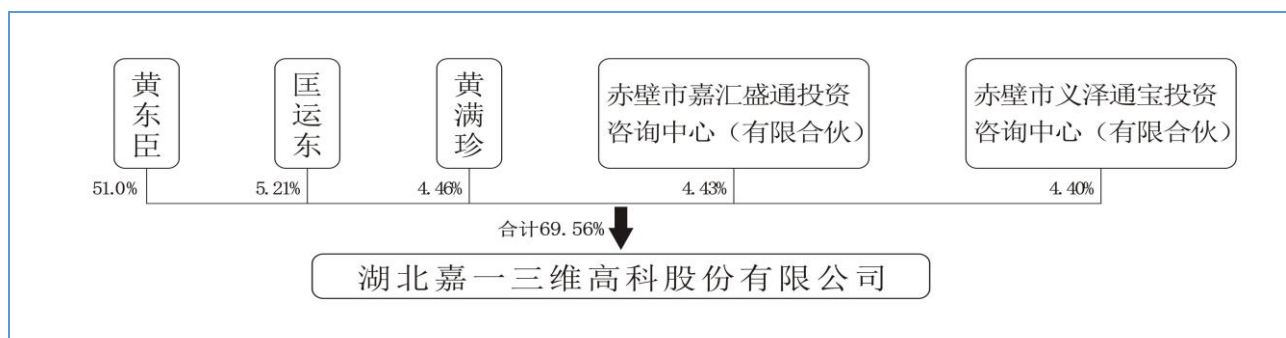 黄东臣
匡运东
黄满珍
赤壁市嘉汇盛通投资
咨询中心（有限合伙）
赤壁市义泽通宝投资
咨询中心（有限合伙）
51.0%
5.21%
4.46%
4.43%
4.40%
合计69.56%
湖北嘉一三维高科股份有限公司